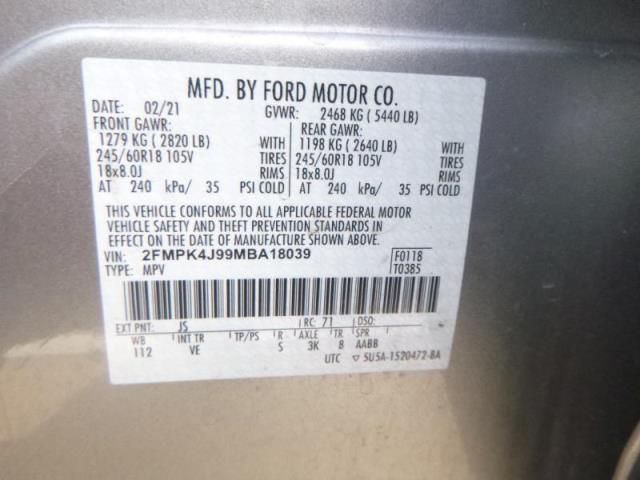 MFD. BY FORD MOTOR CO.
DATE: 02/21 GVWR: 2468 KG ( 5440 LB)
FRONT GAWR: REAR GAWR:
1279 KG ( 2820 LB) WITH 1198 KG ( 2640 LB) WITH
245/60R18 105V TIRES 245/60R18 105V TIRES
18x8.0J RIMS 18x8.0J RIMS
AT 240 kPa/ 35 PSI COLD AT 240 kPa/ 35 PSI COLD
THIS VEHICLE CONFORMS TO ALL APPLICABLE FEDERAL MOTOR
VEHICLE SAFETY AND THEFT PREVENTION STANDARDS IN
EFFECT ON THE DATE OF MANUFACTURE SHOWN ABOVE.
VIN: 2FMPK4J99MBA18039 F0118
TYPE: MPV T0385
EXT PNT: JS RC: 71 DSO:
WB INT TR TP/PS R AXLE TR SPR
112 VE S 3K 8 AABB
UTC ▽ 5U5A-1520472-BA